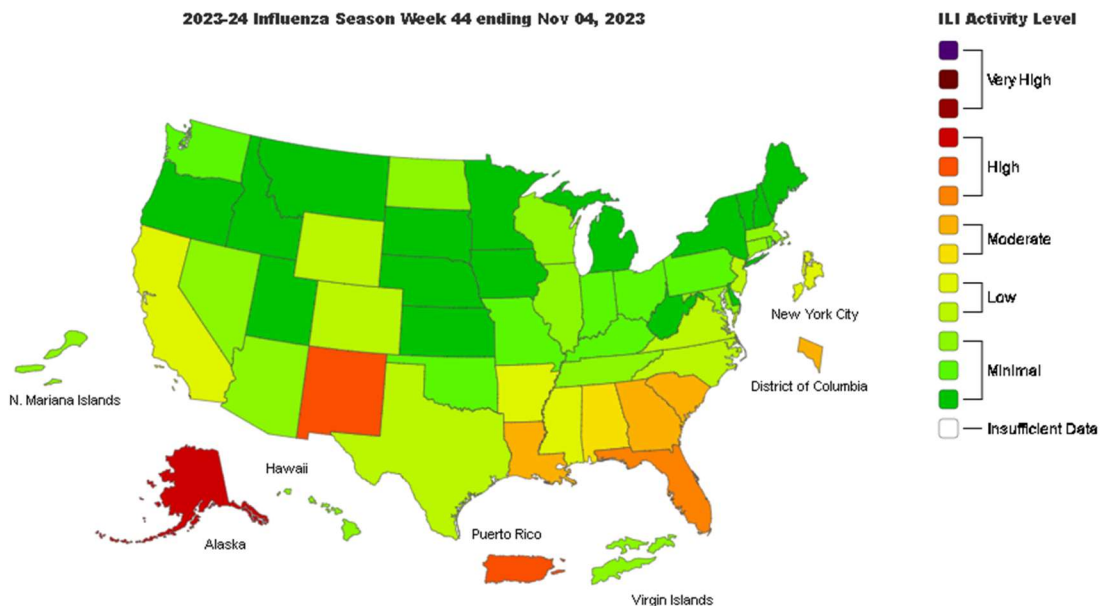 2023-24 Influenza Season Week 44 ending Nov 04, 2023
ILI Activity Level
Very High
High
Moderate
Low
Minimal
Insufficient Data
New York City
District of Columbia
N. Mariana Islands
Hawaii
Alaska
Puerto Rico
Virgin Islands